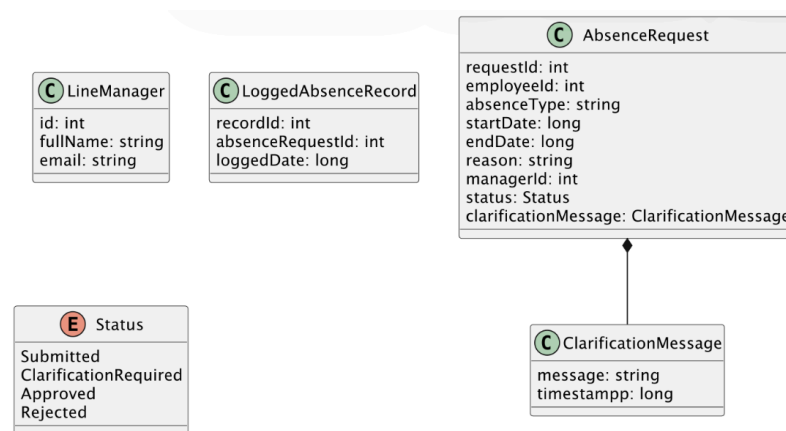 C LineManager
id: int
fullName: string
email: string
C LoggedAbsenceRecord
recordId: int
absenceRequestId: int
loggedDate: long
C AbsenceRequest
requestId: int
employeeId: int
absenceType: string
startDate: long
endDate: long
reason: string
managerId: int
status: Status
clarificationMessage: ClarificationMessage
E Status
Submitted
ClarificationRequired
Approved
Rejected
C ClarificationMessage
message: string
timestampp: long